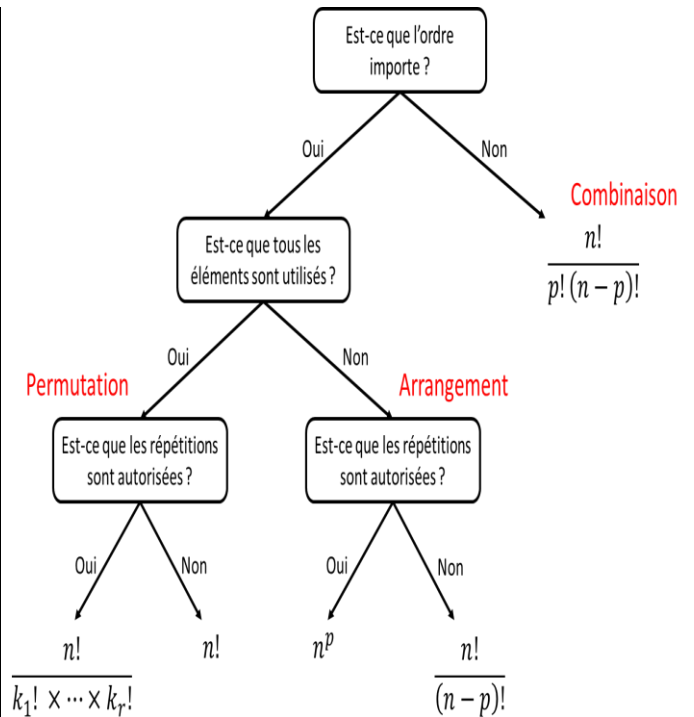 Est-ce que l'ordre
importe ?
Oui
Non
Combinaison
n!
p! (n − p)!
Est-ce que tous les
éléments sont utilisés ?
Oui
Non
Permutation
Arrangement
Est-ce que les répétitions
sont autorisées ?
Est-ce que les répétitions
sont autorisées ?
Oui
Non
Oui
Non
n!
k₁! × ⋯ × kᵣ!
n!
nᵖ
n!
(n − p)!